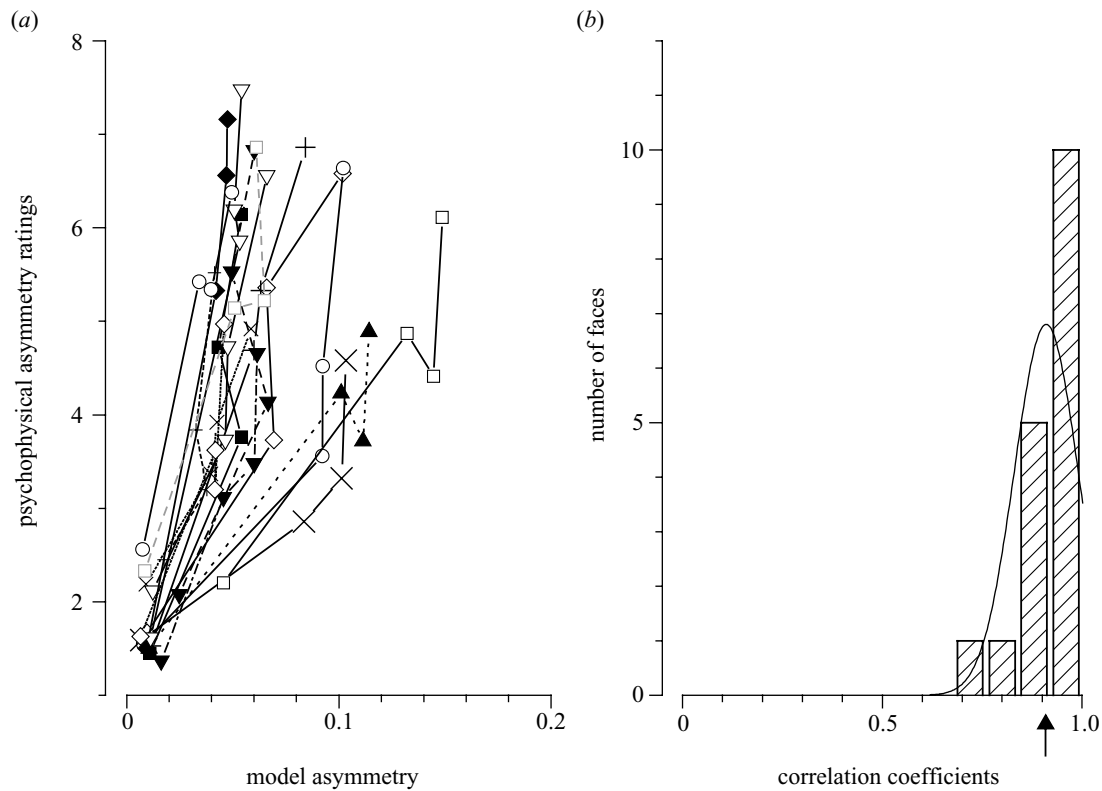 (a)
8
6
4
2
psychophysical asymmetry ratings
0
0.1
0.2
model asymmetry
(b)
10
5
0
number of faces
0
0.5
1.0
correlation coefficients